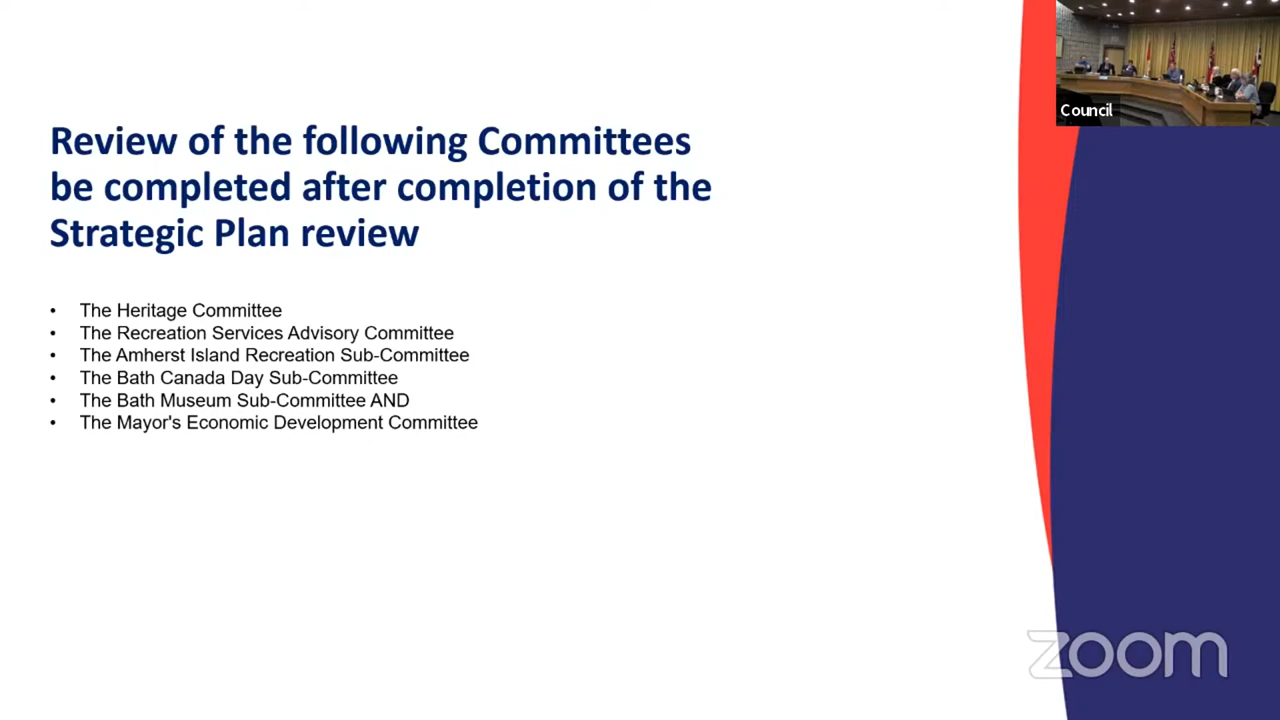 Council
Review of the following Committees
be completed after completion of the
Strategic Plan review
• The Heritage Committee
• The Recreation Services Advisory Committee
• The Amherst Island Recreation Sub-Committee
• The Bath Canada Day Sub-Committee
• The Bath Museum Sub-Committee AND
• The Mayor's Economic Development Committee
zoom